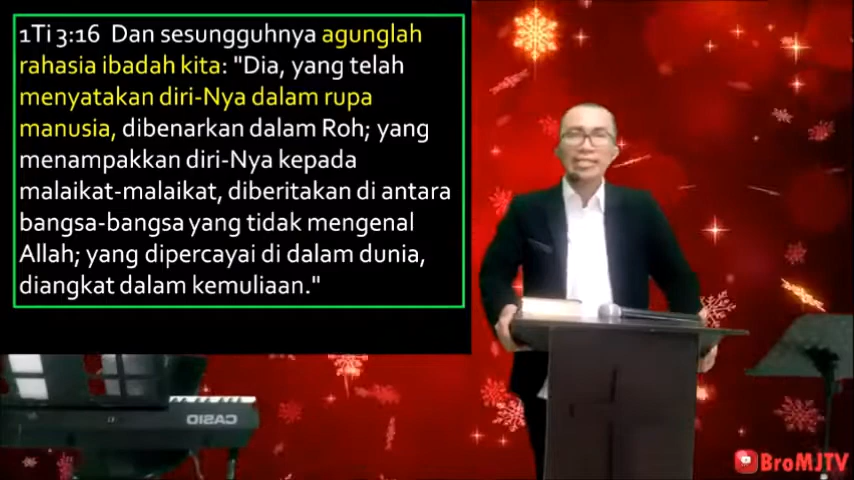 1Ti 3:16 Dan sesungguhnya agunglah
rahasia ibadah kita: "Dia, yang telah
menyatakan diri-Nya dalam rupa
manusia, dibenarkan dalam Roh; yang
menampakkan diri-Nya kepada
malaikat-malaikat, diberitakan di antara
bangsa-bangsa yang tidak mengenal
Allah; yang dipercayai di dalam dunia,
diangkat dalam kemuliaan."
CASIO
BroMJTV